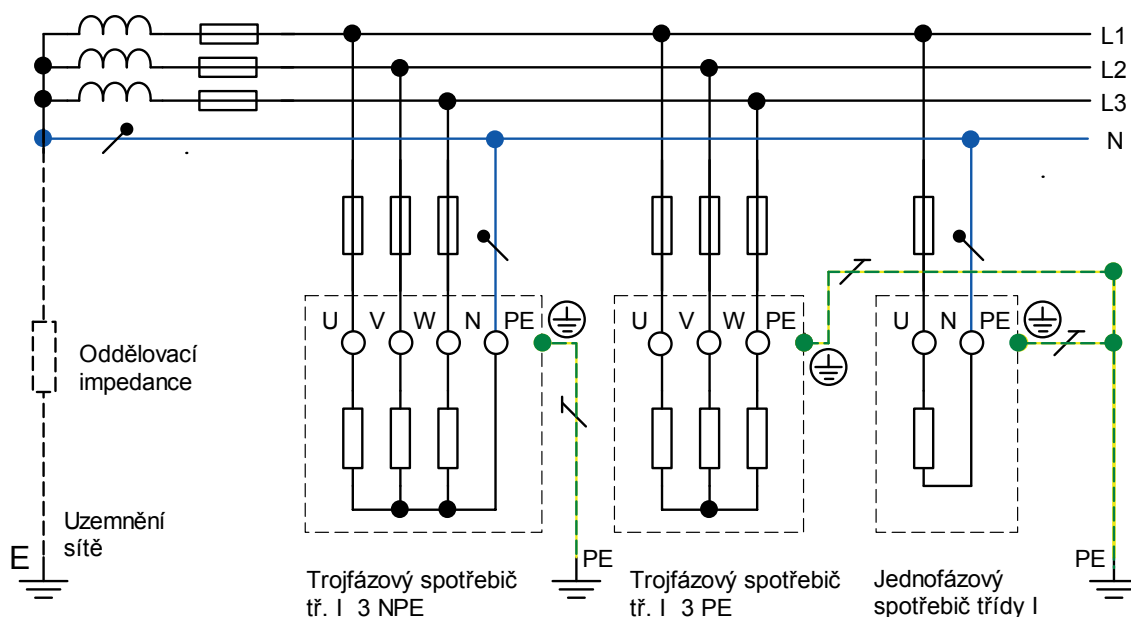 L1
L2
L3
N
U V W N PE
U V W PE
U N PE
Oddělovací
impedance
Uzemnění
sítě
E
PE
PE
Trojfázový spotřebič
tř. I 3 NPE
Trojfázový spotřebič
tř. I 3 PE
Jednofázový
spotřebič třídy I